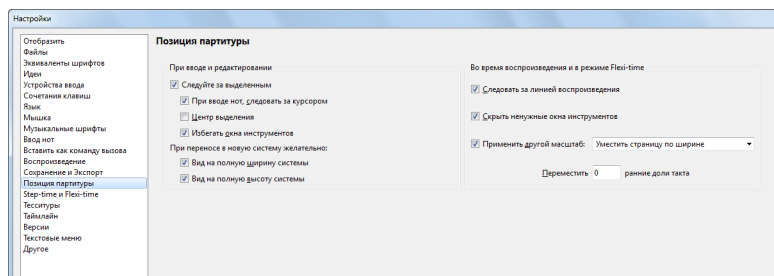 Настройки
Отобразить
Файлы
Эквиваленты шрифтов
Идеи
Устройства ввода
Сочетания клавиш
Язык
Мышка
Музыкальные шрифты
Ввод нот
Вставить как команду вызова
Воспроизведение
Сохранение и Экспорт
Позиция партитуры
Step-time и Flexi-time
Тесситуры
Таймлайн
Версии
Текстовые меню
Другое
Позиция партитуры
При вводе и редактировании
Следуйте за выделенным
При вводе нот, следовать за курсором
Центр выделения
Избегать окна инструментов
При переносе в новую систему желательно:
Вид на полную ширину системы
Вид на полную высоту системы
Во время воспроизведения и в режиме Flexi-time
Следовать за линией воспроизведения
Скрыть ненужные окна инструментов
Применить другой масштаб: Уместить страницу по ширине
Переместить 0 ранние доли такта